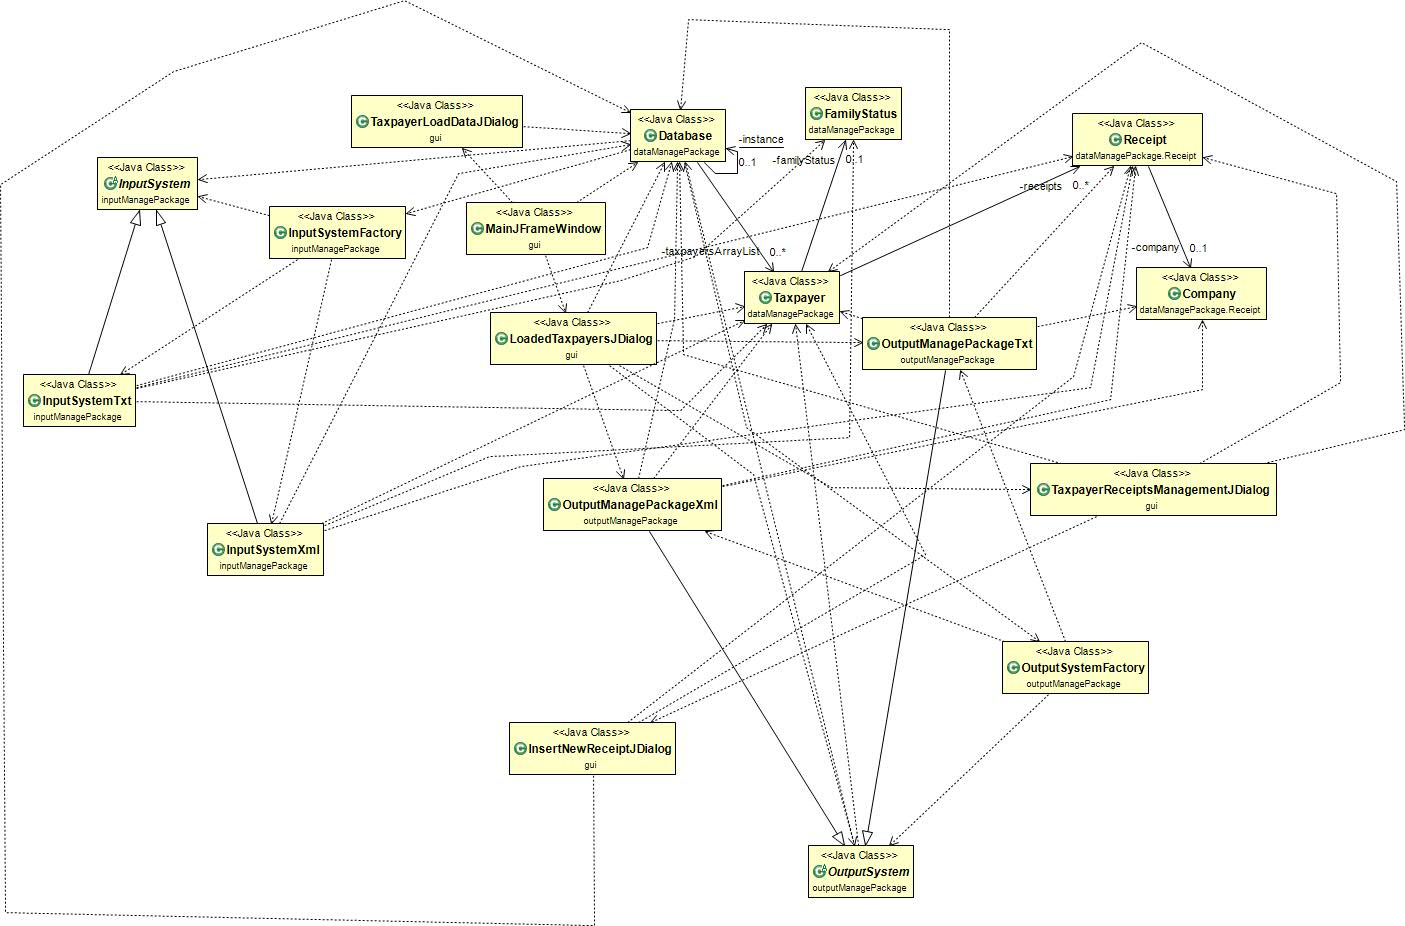 <<Java Class>>
FamilyStatus
dataManagePackage
<<Java Class>>
TaxpayerLoadDataJDialog
gui
<<Java Class>>
Database
dataManagePackage
-instance
0..1
<<Java Class>>
Receipt
dataManagePackage.Receipt
-familyStatus
0..1
<<Java Class>>
InputSystem
inputManagePackage
-receipts
0..*
<<Java Class>>
InputSystemFactory
inputManagePackage
<<Java Class>>
MainJFrameWindow
gui
-taxpayersArrayList
0..*
-company
0..1
<<Java Class>>
Taxpayer
dataManagePackage
<<Java Class>>
Company
dataManagePackage.Receipt
<<Java Class>>
LoadedTaxpayersJDialog
gui
<<Java Class>>
OutputManagePackageTxt
outputManagePackage
<<Java Class>>
InputSystemTxt
inputManagePackage
<<Java Class>>
OutputManagePackageXml
outputManagePackage
<<Java Class>>
TaxpayerReceiptsManagementJDialog
gui
<<Java Class>>
InputSystemXml
inputManagePackage
<<Java Class>>
OutputSystemFactory
outputManagePackage
<<Java Class>>
InsertNewReceiptJDialog
gui
<<Java Class>>
OutputSystem
outputManagePackage